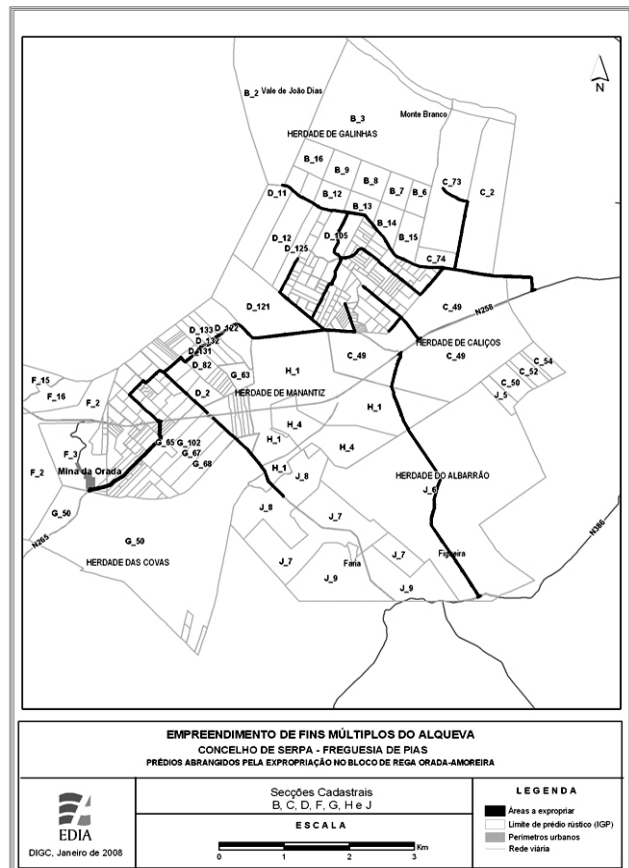 B_2
Vale de João Dias
N
B_3
Monte Branco
HERDADE DE GALINHAS
B_16
B_9
B_8
B_7
B_6
C_73
C_2
D_11
B_12
B_13
B_14
D_12
D_105
B_15
D_125
C_74
D_121
C_49
N258
D_133
D_122
D_132
D_131
HERDADE DE CALIÇOS
D_82
C_49
C_49
C_54
C_52
C_50
F_15
G_63
H_1
J_5
F_16
F_2
D_2
HERDADE DE MANANTIZ
H_1
H_4
G_65
G_102
H_1
H_4
F_3
G_67
Mina da Orada
G_68
H_1
J_8
HERDADE DO ALBARRÃO
F_2
J_6
G_50
J_8
J_7
N265
G_50
N386
J_7
Figueira
HERDADE DAS COVAS
J_7
Faria
J_9
J_9
EMPREENDIMENTO DE FINS MÚLTIPLOS DO ALQUEVA
CONCELHO DE SERPA - FREGUESIA DE PIAS
PRÉDIOS ABRANGIDOS PELA EXPROPRIAÇÃO NO BLOCO DE REGA ORADA-AMOREIRA
EDIA
DIGC, Janeiro de 2008
Secções Cadastrais
B, C, D, F, G, H e J
ESCALA
0 1 2 3 Km
LEGENDA
Áreas a expropriar
Limite de prédio rústico (IGP)
Perímetros urbanos
Rede viária